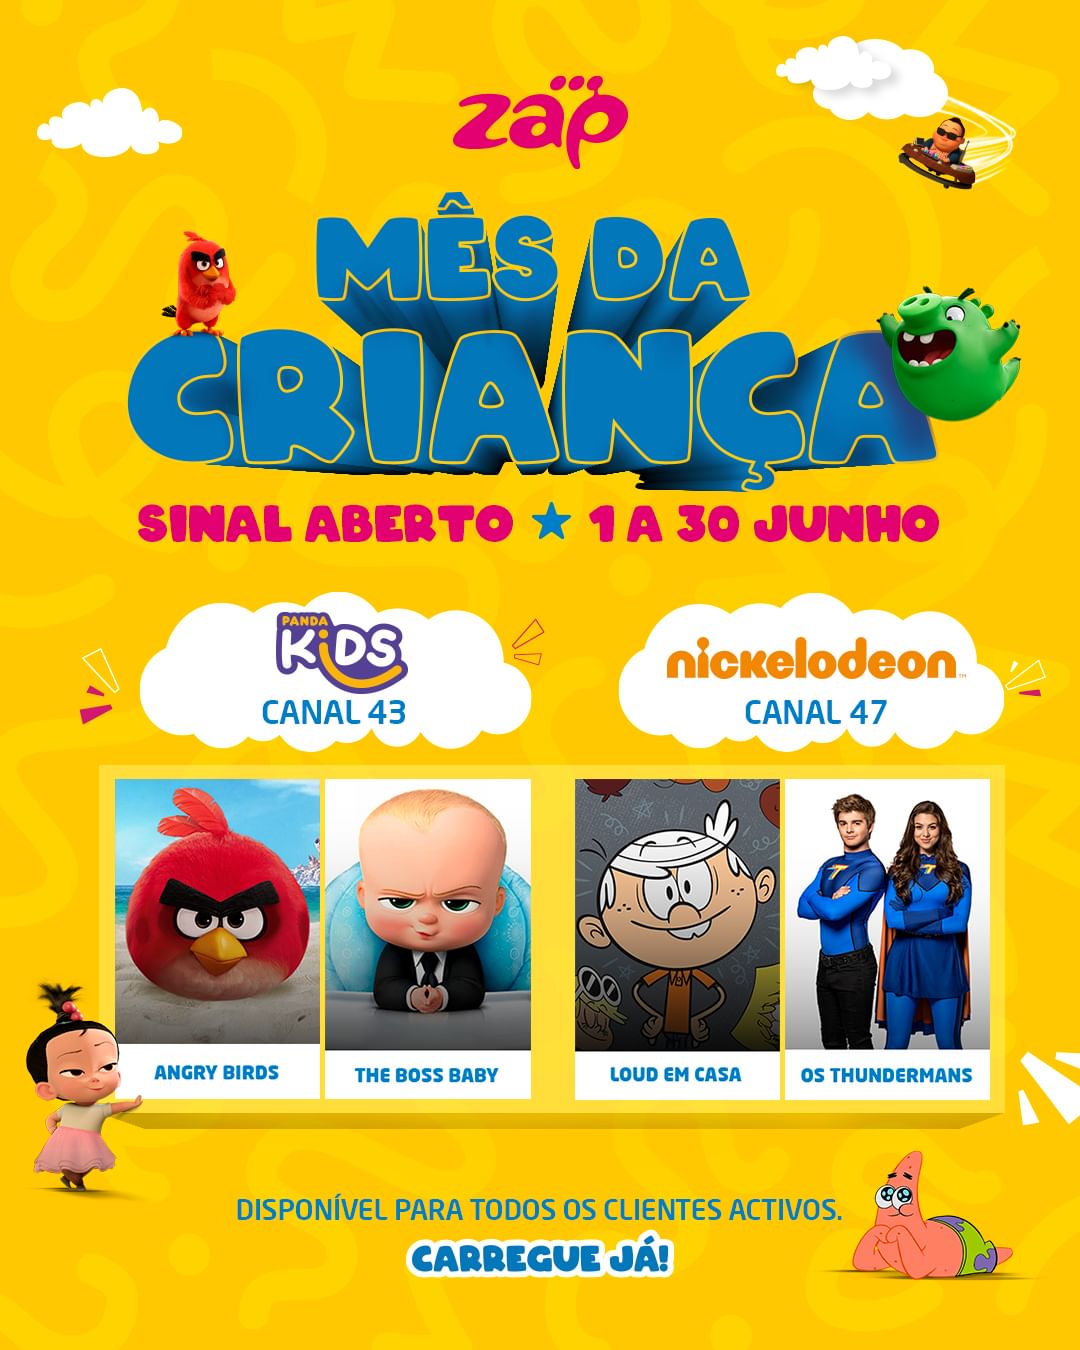 zap
MÊS DA
CRIANÇA
SINAL ABERTO ★ 1 A 30 JUNHO
PANDA
KiDS
CANAL 43
nickelodeon™
CANAL 47
ANGRY BIRDS
THE BOSS BABY
LOUD EM CASA
OS THUNDERMANS
DISPONÍVEL PARA TODOS OS CLIENTES ACTIVOS.
CARREGUE JÁ!